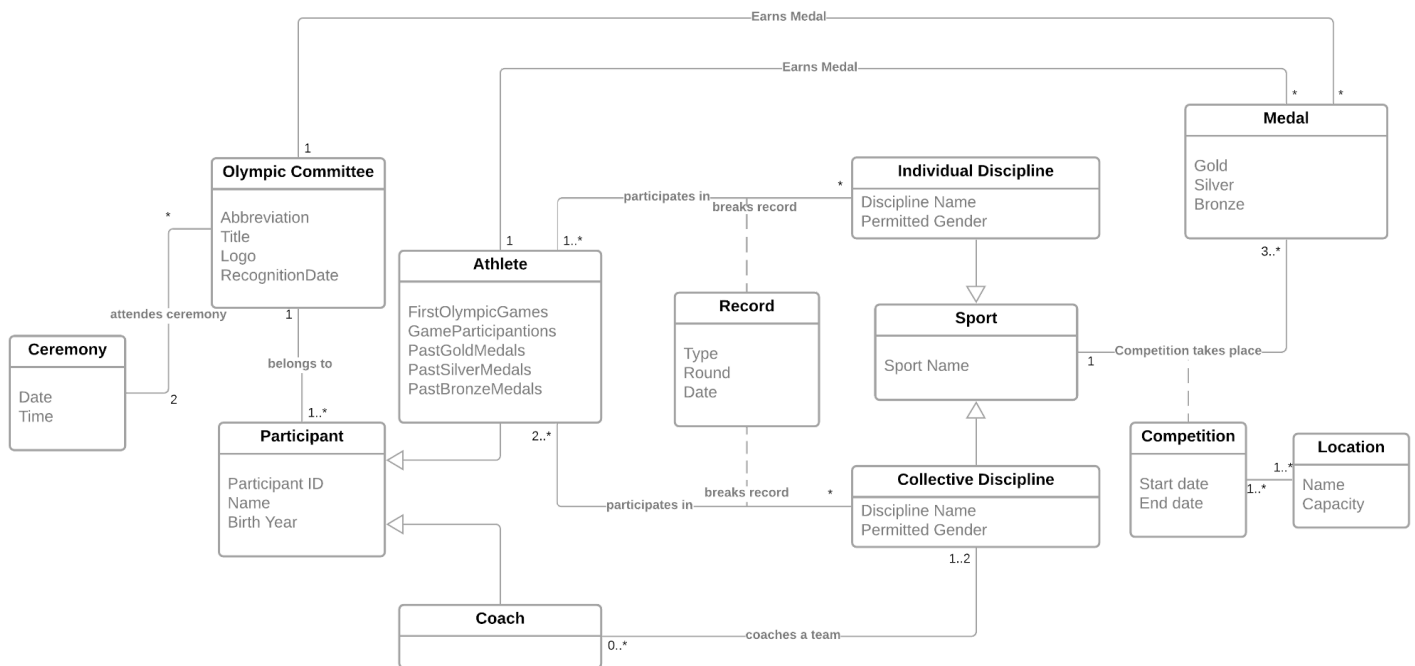 Earns Medal
Earns Medal
*
*
Medal
Gold
Silver
Bronze
3..*
1
Olympic Committee
Abbreviation
Title
Logo
RecognitionDate
*
attendes ceremony
1
Ceremony
Date
Time
2
belongs to
1..*
Participant
Participant ID
Name
Birth Year
1
1..*
Athlete
FirstOlympicGames
GameParticipantions
PastGoldMedals
PastSilverMedals
PastBronzeMedals
2..*
participates in
breaks record
*
Individual Discipline
Discipline Name
Permitted Gender
Record
Type
Round
Date
Sport
Sport Name
1
Competition takes place
breaks record
participates in
*
Collective Discipline
Discipline Name
Permitted Gender
1..2
Competition
Start date
End date
1..*
1..*
Location
Name
Capacity
Coach
0..*
coaches a team